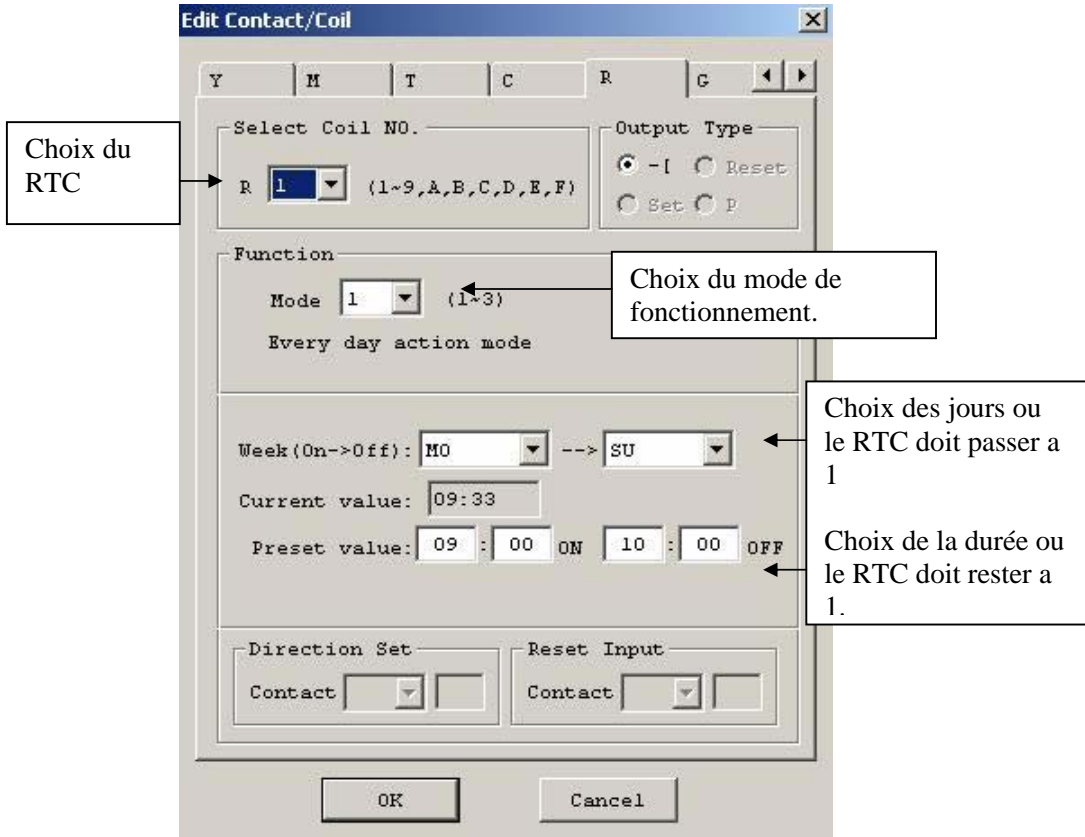 Edit Contact/Coil
Y M T C R G
Select Coil NO.
R 1 (1~9,A,B,C,D,E,F)
Output Type
-[ Reset
Set P
Choix du
RTC
Function
Mode 1 (1~3)
Every day action mode
Choix du mode de
fonctionnement.
Week(On->Off): MO --> SU
Current value: 09:33
Preset value: 09 : 00 ON 10 : 00 OFF
Choix des jours ou
le RTC doit passer a
1
Choix de la durée ou
le RTC doit rester a
1.
Direction Set
Contact
Reset Input
Contact
OK Cancel